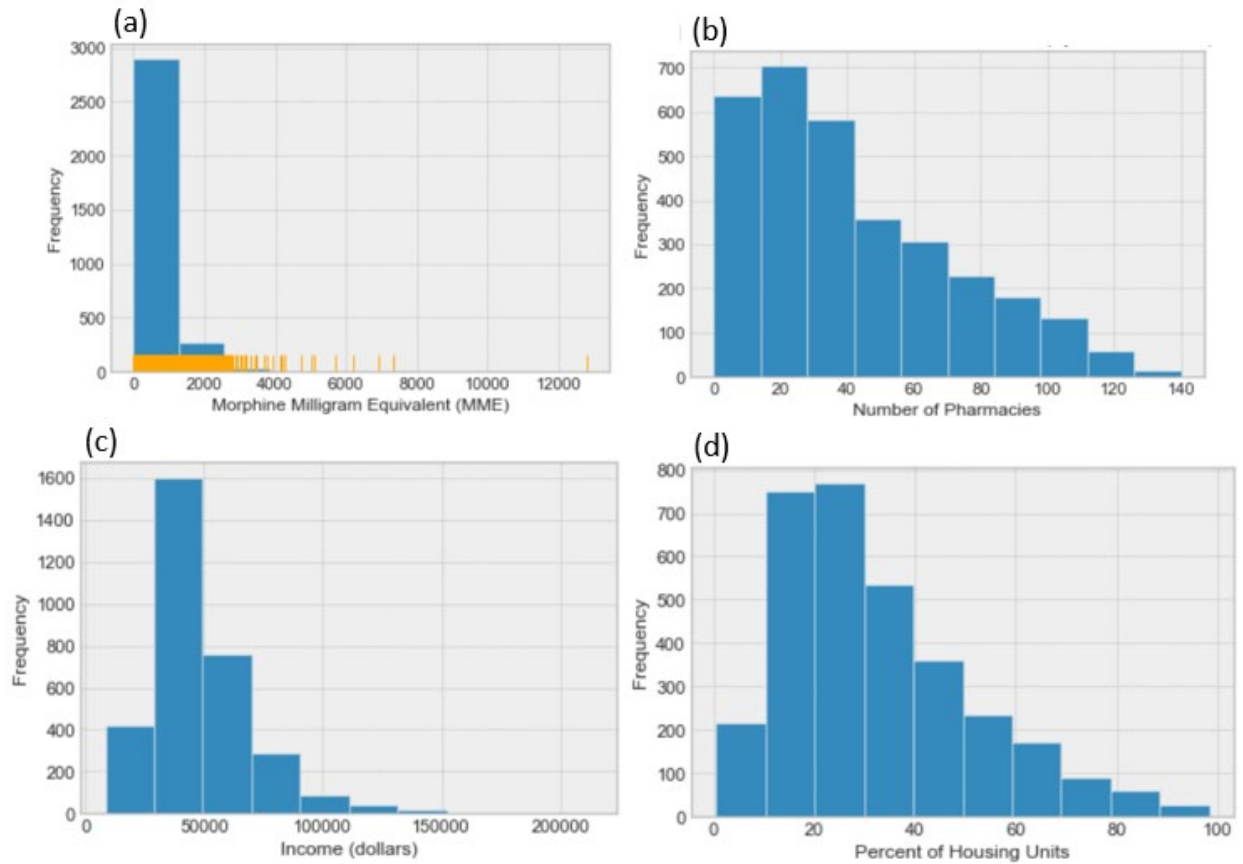 (a)
3000
2500
2000
1500
1000
500
0
Frequency
0 2000 4000 6000 8000 10000 12000
Morphine Milligram Equivalent (MME)
(b)
700
600
500
400
300
200
100
0
Frequency
0 20 40 60 80 100 120 140
Number of Pharmacies
(c)
1600
1400
1200
1000
800
600
400
200
0
Frequency
0 50000 100000 150000 200000
Income (dollars)
(d)
800
700
600
500
400
300
200
100
0
Frequency
0 20 40 60 80 100
Percent of Housing Units